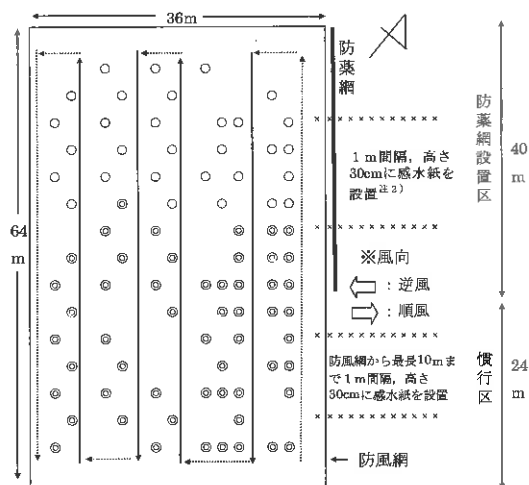 36m
64
m
防薬網
１ｍ間隔，高さ
30cmに感水紙を
設置注２）
※風向
：逆風
：順風
防風網から最長10mま
で１ｍ間隔，高さ
30cmに感水紙を設置
防風網
防薬網設置区
40
m
慣行区
24
m